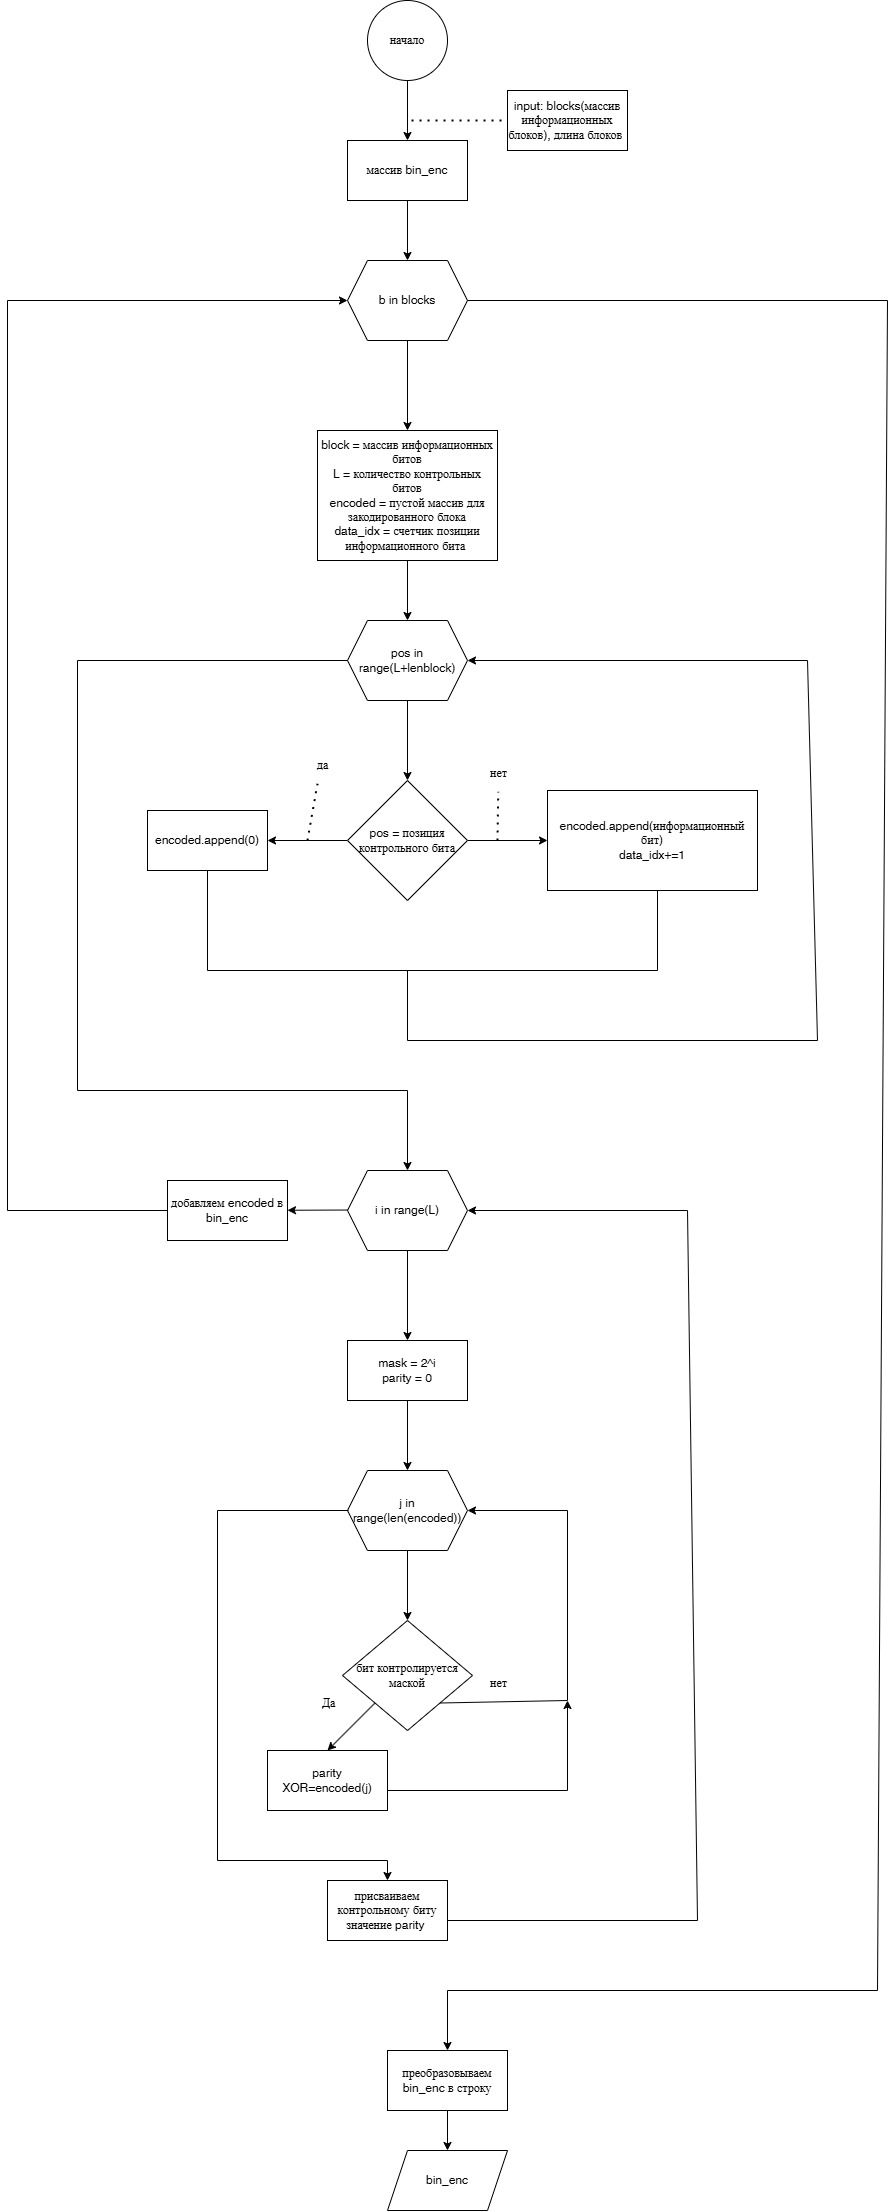 начало
input: blocks(массив
информационных
блоков), длина блоков
массив bin_enc
b in blocks
block = массив информационных
битов
L = количество контрольных
битов
encoded = пустой массив для
закодированного блока
data_idx = счетчик позиции
информационного бита
pos in
range(L+lenblock)
да
нет
encoded.append(0)
pos = позиция
контрольного бита
encoded.append(информационный
бит)
data_idx+=1
добавляем encoded в
bin_enc
i in range(L)
mask = 2^i
parity = 0
j in
range(len(encoded))
бит контролируется
маской
нет
Да
parity
XOR=encoded(j)
присваиваем
контрольному биту
значение parity
преобразовываем
bin_enc в строку
bin_enc